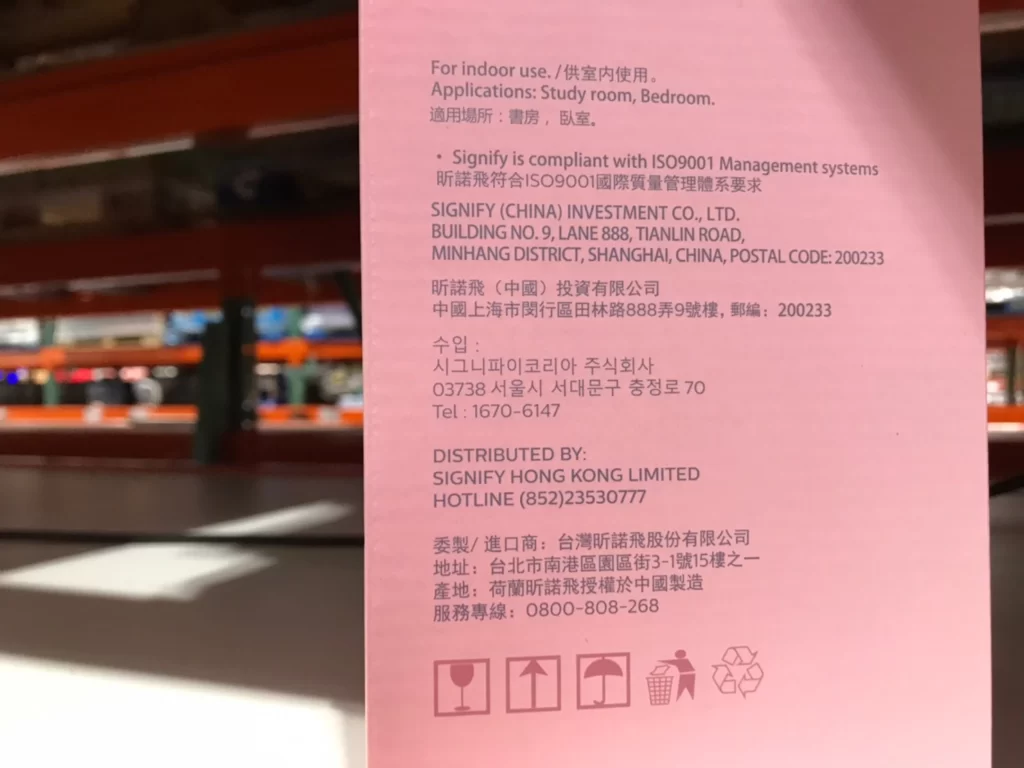 For indoor use. /供室内使用。
Applications: Study room, Bedroom.
適用場所：書房，臥室。
• Signify is compliant with ISO9001 Management systems
昕諾飛符合ISO9001國際質量管理體系要求
SIGNIFY (CHINA) INVESTMENT CO., LTD.
BUILDING NO. 9, LANE 888, TIANLIN ROAD,
MINHANG DISTRICT, SHANGHAI, CHINA, POSTAL CODE: 200233
昕諾飛（中國）投資有限公司
中國上海市閔行區田林路888弄9號樓, 郵編：200233
수입 :
시그니파이코리아 주식회사
03738 서울시 서대문구 충정로 70
Tel : 1670-6147
DISTRIBUTED BY:
SIGNIFY HONG KONG LIMITED
HOTLINE (852)23530777
委製/ 進口商：台灣昕諾飛股份有限公司
地址：台北市南港區園區街3-1號15樓之一
產地：荷蘭昕諾飛授權於中國製造
服務專線：0800-808-268